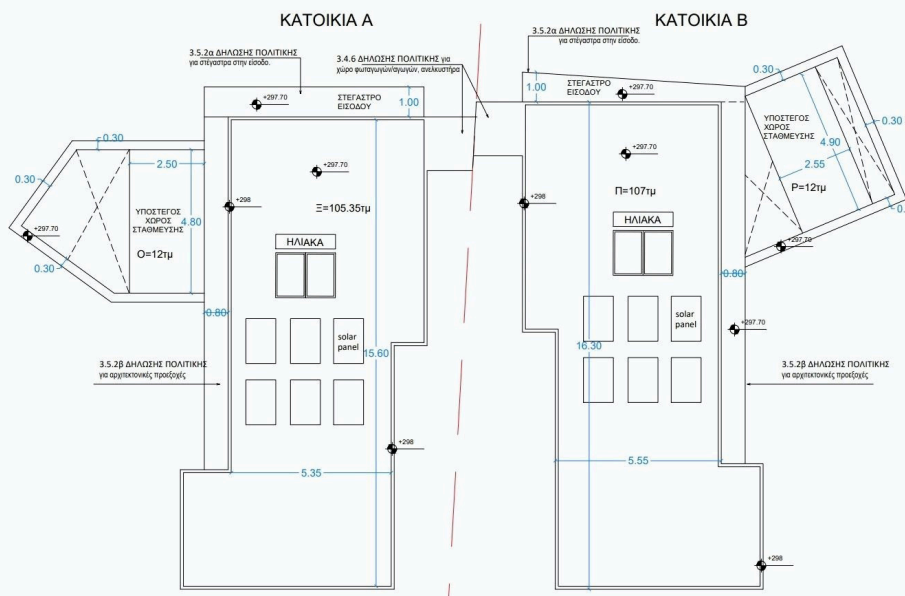 ΚΑΤΟΙΚΙΑ Α
ΚΑΤΟΙΚΙΑ Β
3.5.2α ΔΗΛΩΣΗΣ ΠΟΛΙΤΙΚΗΣ
για στέγαστρα στην είσοδο.
3.4.6 ΔΗΛΩΣΗΣ ΠΟΛΙΤΙΚΗΣ για
χώρο φωταγωγών/αγωγών, ανελκυστήρα
3.5.2α ΔΗΛΩΣΗΣ ΠΟΛΙΤΙΚΗΣ
για στέγαστρα στην είσοδο.
+297.70
ΣΤΕΓΑΣΤΡΟ
ΕΙΣΟΔΟΥ
1.00
1.00
ΣΤΕΓΑΣΤΡΟ
ΕΙΣΟΔΟΥ
+297.70
0.30
0.30
2.50
0.30
ΥΠΟΣΤΕΓΟΣ
ΧΩΡΟΣ
ΣΤΑΘΜΕΥΣΗΣ
4.80
Ο=12τμ
+297.70
0.30
0.80
+297.70
+298
Ξ=105.35τμ
ΗΛΙΑΚΑ
solar
panel
15.60
+298
5.35
3.5.2β ΔΗΛΩΣΗΣ ΠΟΛΙΤΙΚΗΣ
για αρχιτεκτονικές προεξοχές
+297.70
+298
Π=107τμ
ΗΛΙΑΚΑ
solar
panel
16.30
5.55
+298
0.30
ΥΠΟΣΤΕΓΟΣ
ΧΩΡΟΣ
ΣΤΑΘΜΕΥΣΗΣ
4.90
2.55
Ρ=12τμ
+297.70
0.80
+297.70
3.5.2β ΔΗΛΩΣΗΣ ΠΟΛΙΤΙΚΗΣ
για αρχιτεκτονικές προεξοχές